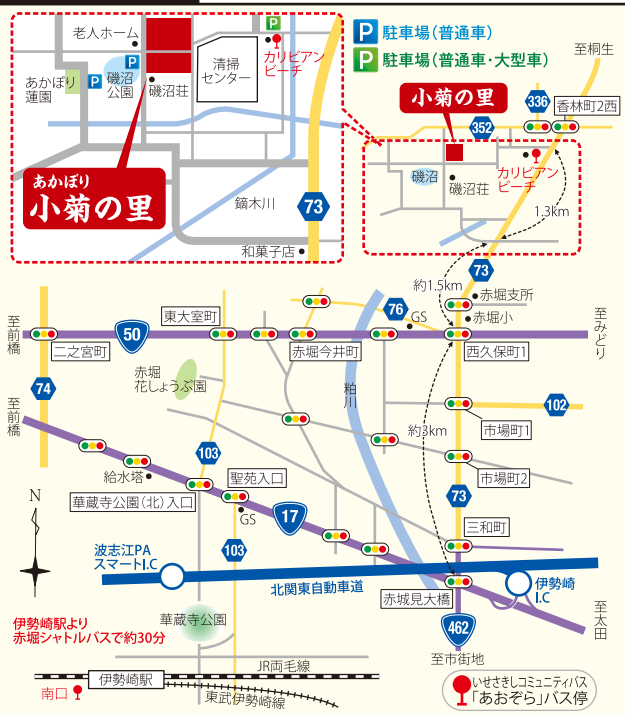 老人ホーム
P
カリビアン
ビーチ
清掃
センター
P
P
あかぼり
蓮園
磯沼
公園
磯沼荘
あかぼり
小菊の里
鏑木川
73
和菓子店
P 駐車場(普通車)
P 駐車場(普通車・大型車)
至桐生
336
香林町2西
小菊の里
352
カリビアン
ビーチ
磯沼
磯沼荘
1.3km
73
約1.5km
赤堀支所
赤堀小
76
GS
東大室町
至前橋
50
至みどり
二之宮町
赤堀今井町
西久保町1
74
赤堀
花しょうぶ園
粕川
102
至前橋
約3km
市場町1
103
給水塔
聖苑入口
市場町2
華蔵寺公園(北)入口
GS
17
73
三和町
N
103
波志江PA
スマートI.C
北関東自動車道
伊勢崎
I.C
赤城見大橋
至太田
伊勢崎駅より
赤堀シャトルバスで約30分
華蔵寺公園
462
至市街地
JR両毛線
伊勢崎駅
南口
東武伊勢崎線
いせさきしコミュニティバス
「あおぞら」バス停